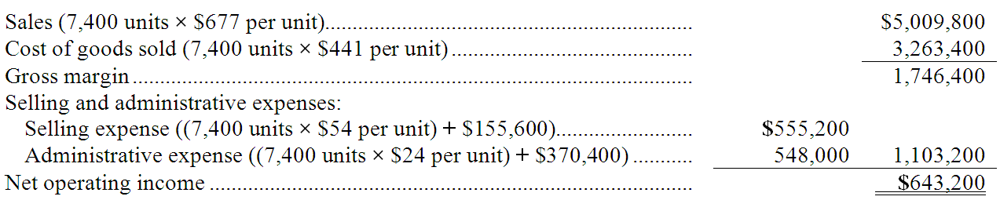 Sales (7,400 units × $677 per unit)........................................................................ $5,009,800
Cost of goods sold (7,400 units × $441 per unit)............................................... 3,263,400
Gross margin........................................................................................................ 1,746,400
Selling and administrative expenses:
Selling expense ((7,400 units × $54 per unit) + $155,600).......................... $555,200
Administrative expense ((7,400 units × $24 per unit) + $370,400)........... 548,000 1,103,200
Net operating income......................................................................................... $643,200